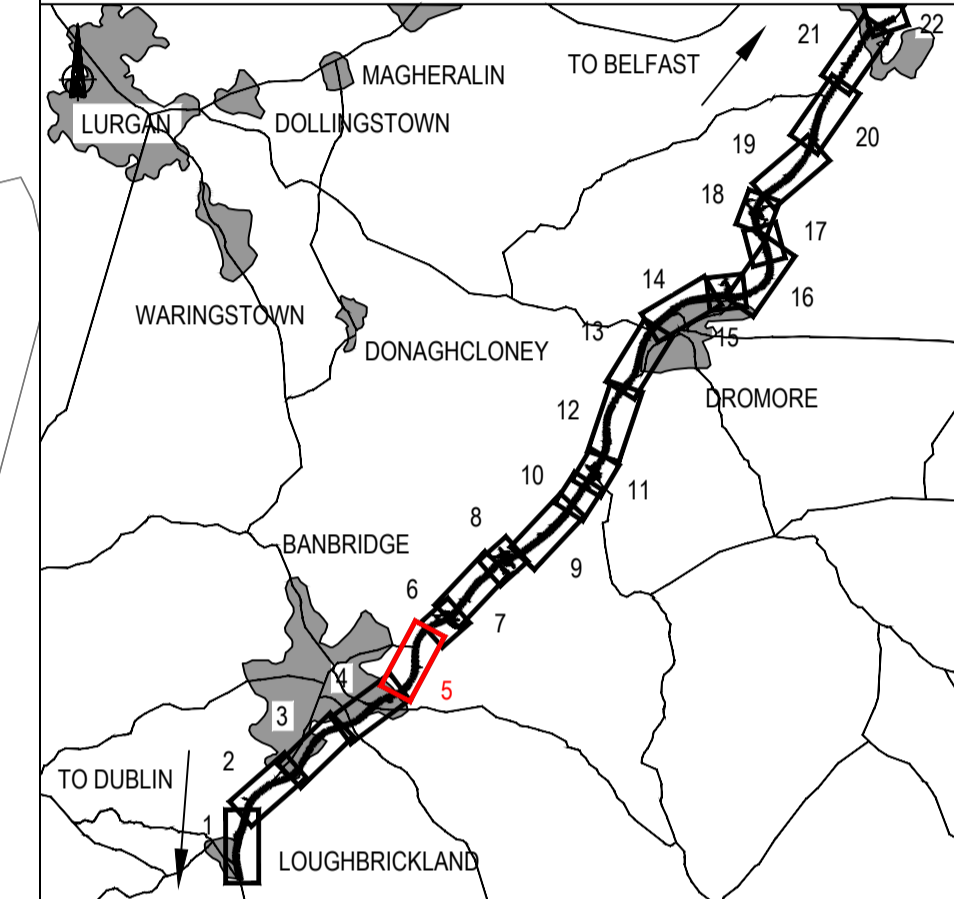 22
21
TO BELFAST
MAGHERALIN
LURGAN
DOLLINGSTOWN
20
19
18
17
14
16
WARINGSTOWN
13
15
DONAGHCLONEY
DROMORE
12
10
11
8
BANBRIDGE
9
6
7
4
5
3
2
TO DUBLIN
1
LOUGHBRICKLAND